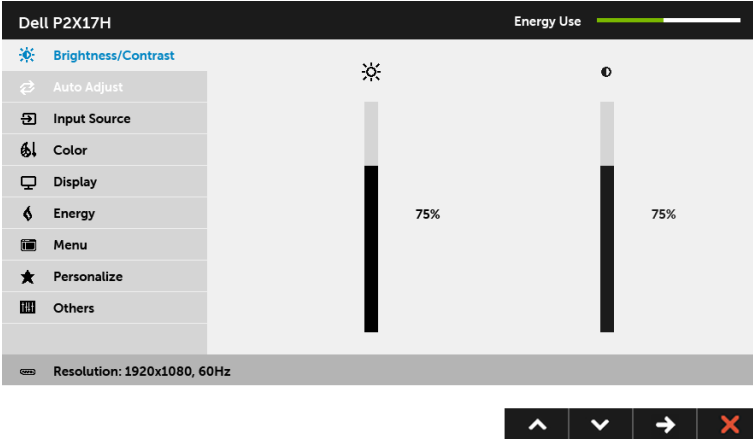 Dell P2X17H
Energy Use
Brightness/Contrast
Auto Adjust
Input Source
Color
Display
Energy
Menu
Personalize
Others
75%
75%
Resolution: 1920x1080, 60Hz